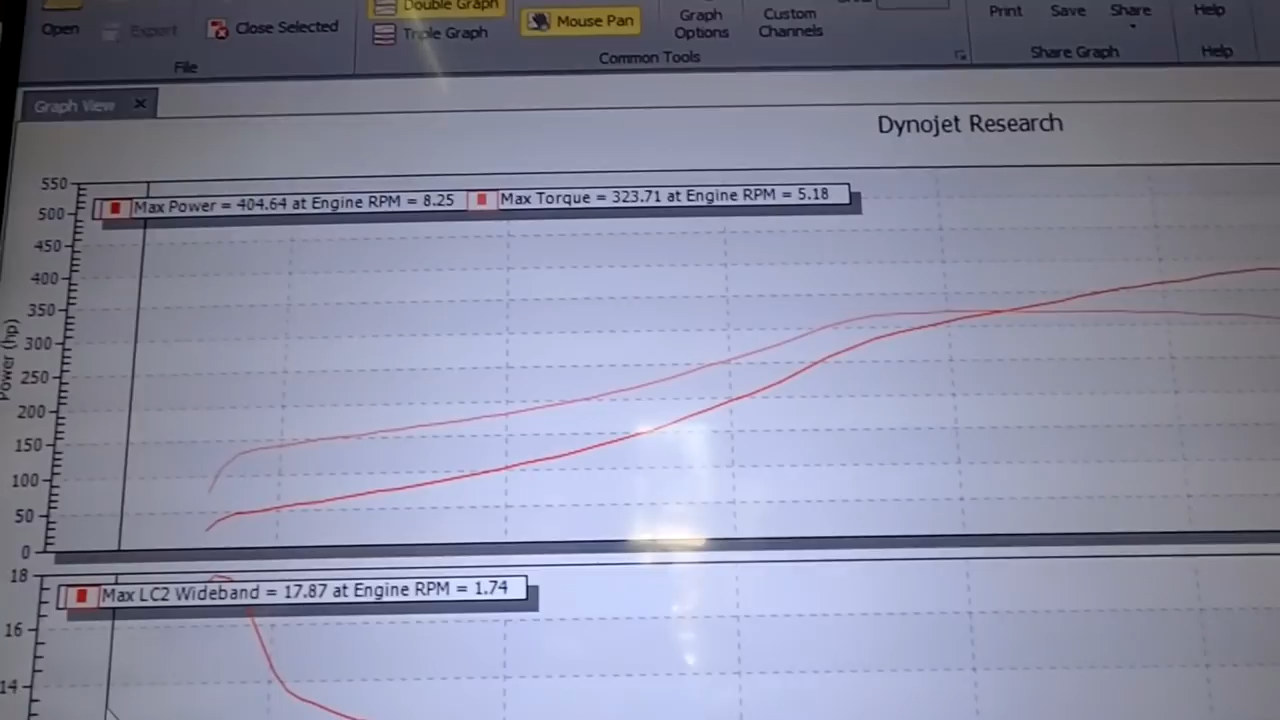 Double Graph
Open
Export
Close Selected
Triple Graph
Mouse Pan
Graph Options
Custom Channels
Print
Save
Share
Help
File
Common Tools
Share Graph
Help
Graph View
Dynojet Research
Max Power = 404.64 at Engine RPM = 8.25
Max Torque = 323.71 at Engine RPM = 5.18
550
500
450
400
350
300
250
200
150
100
50
0
Power (hp)
18
Max LC2 Wideband = 17.87 at Engine RPM = 1.74
16
14